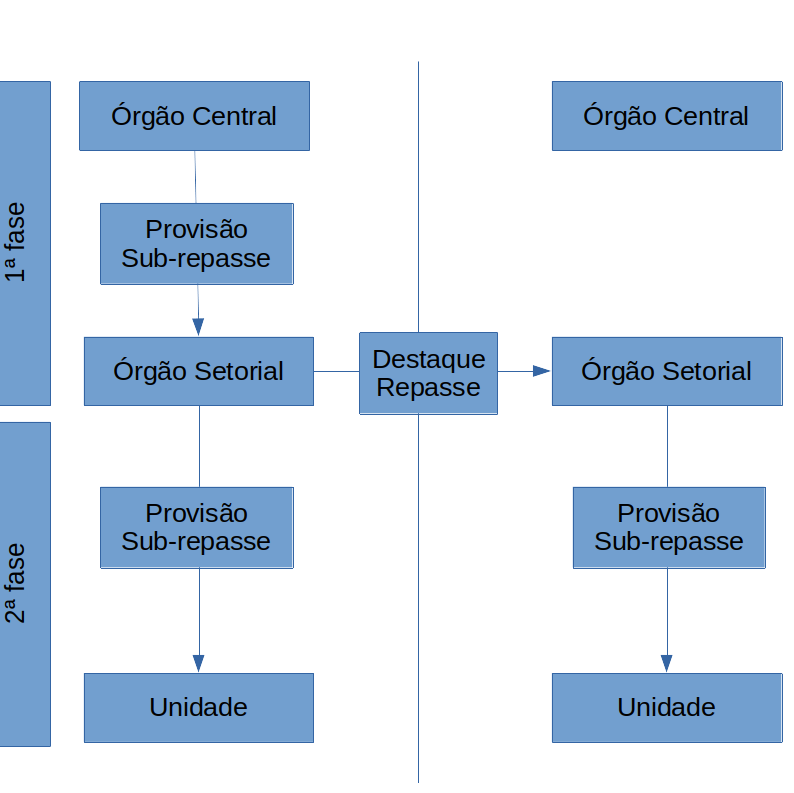 1ª fase
Órgão Central
Órgão Central
Provisão
Sub-repasse
Órgão Setorial
Destaque
Repasse
Órgão Setorial
2ª fase
Provisão
Sub-repasse
Provisão
Sub-repasse
Unidade
Unidade